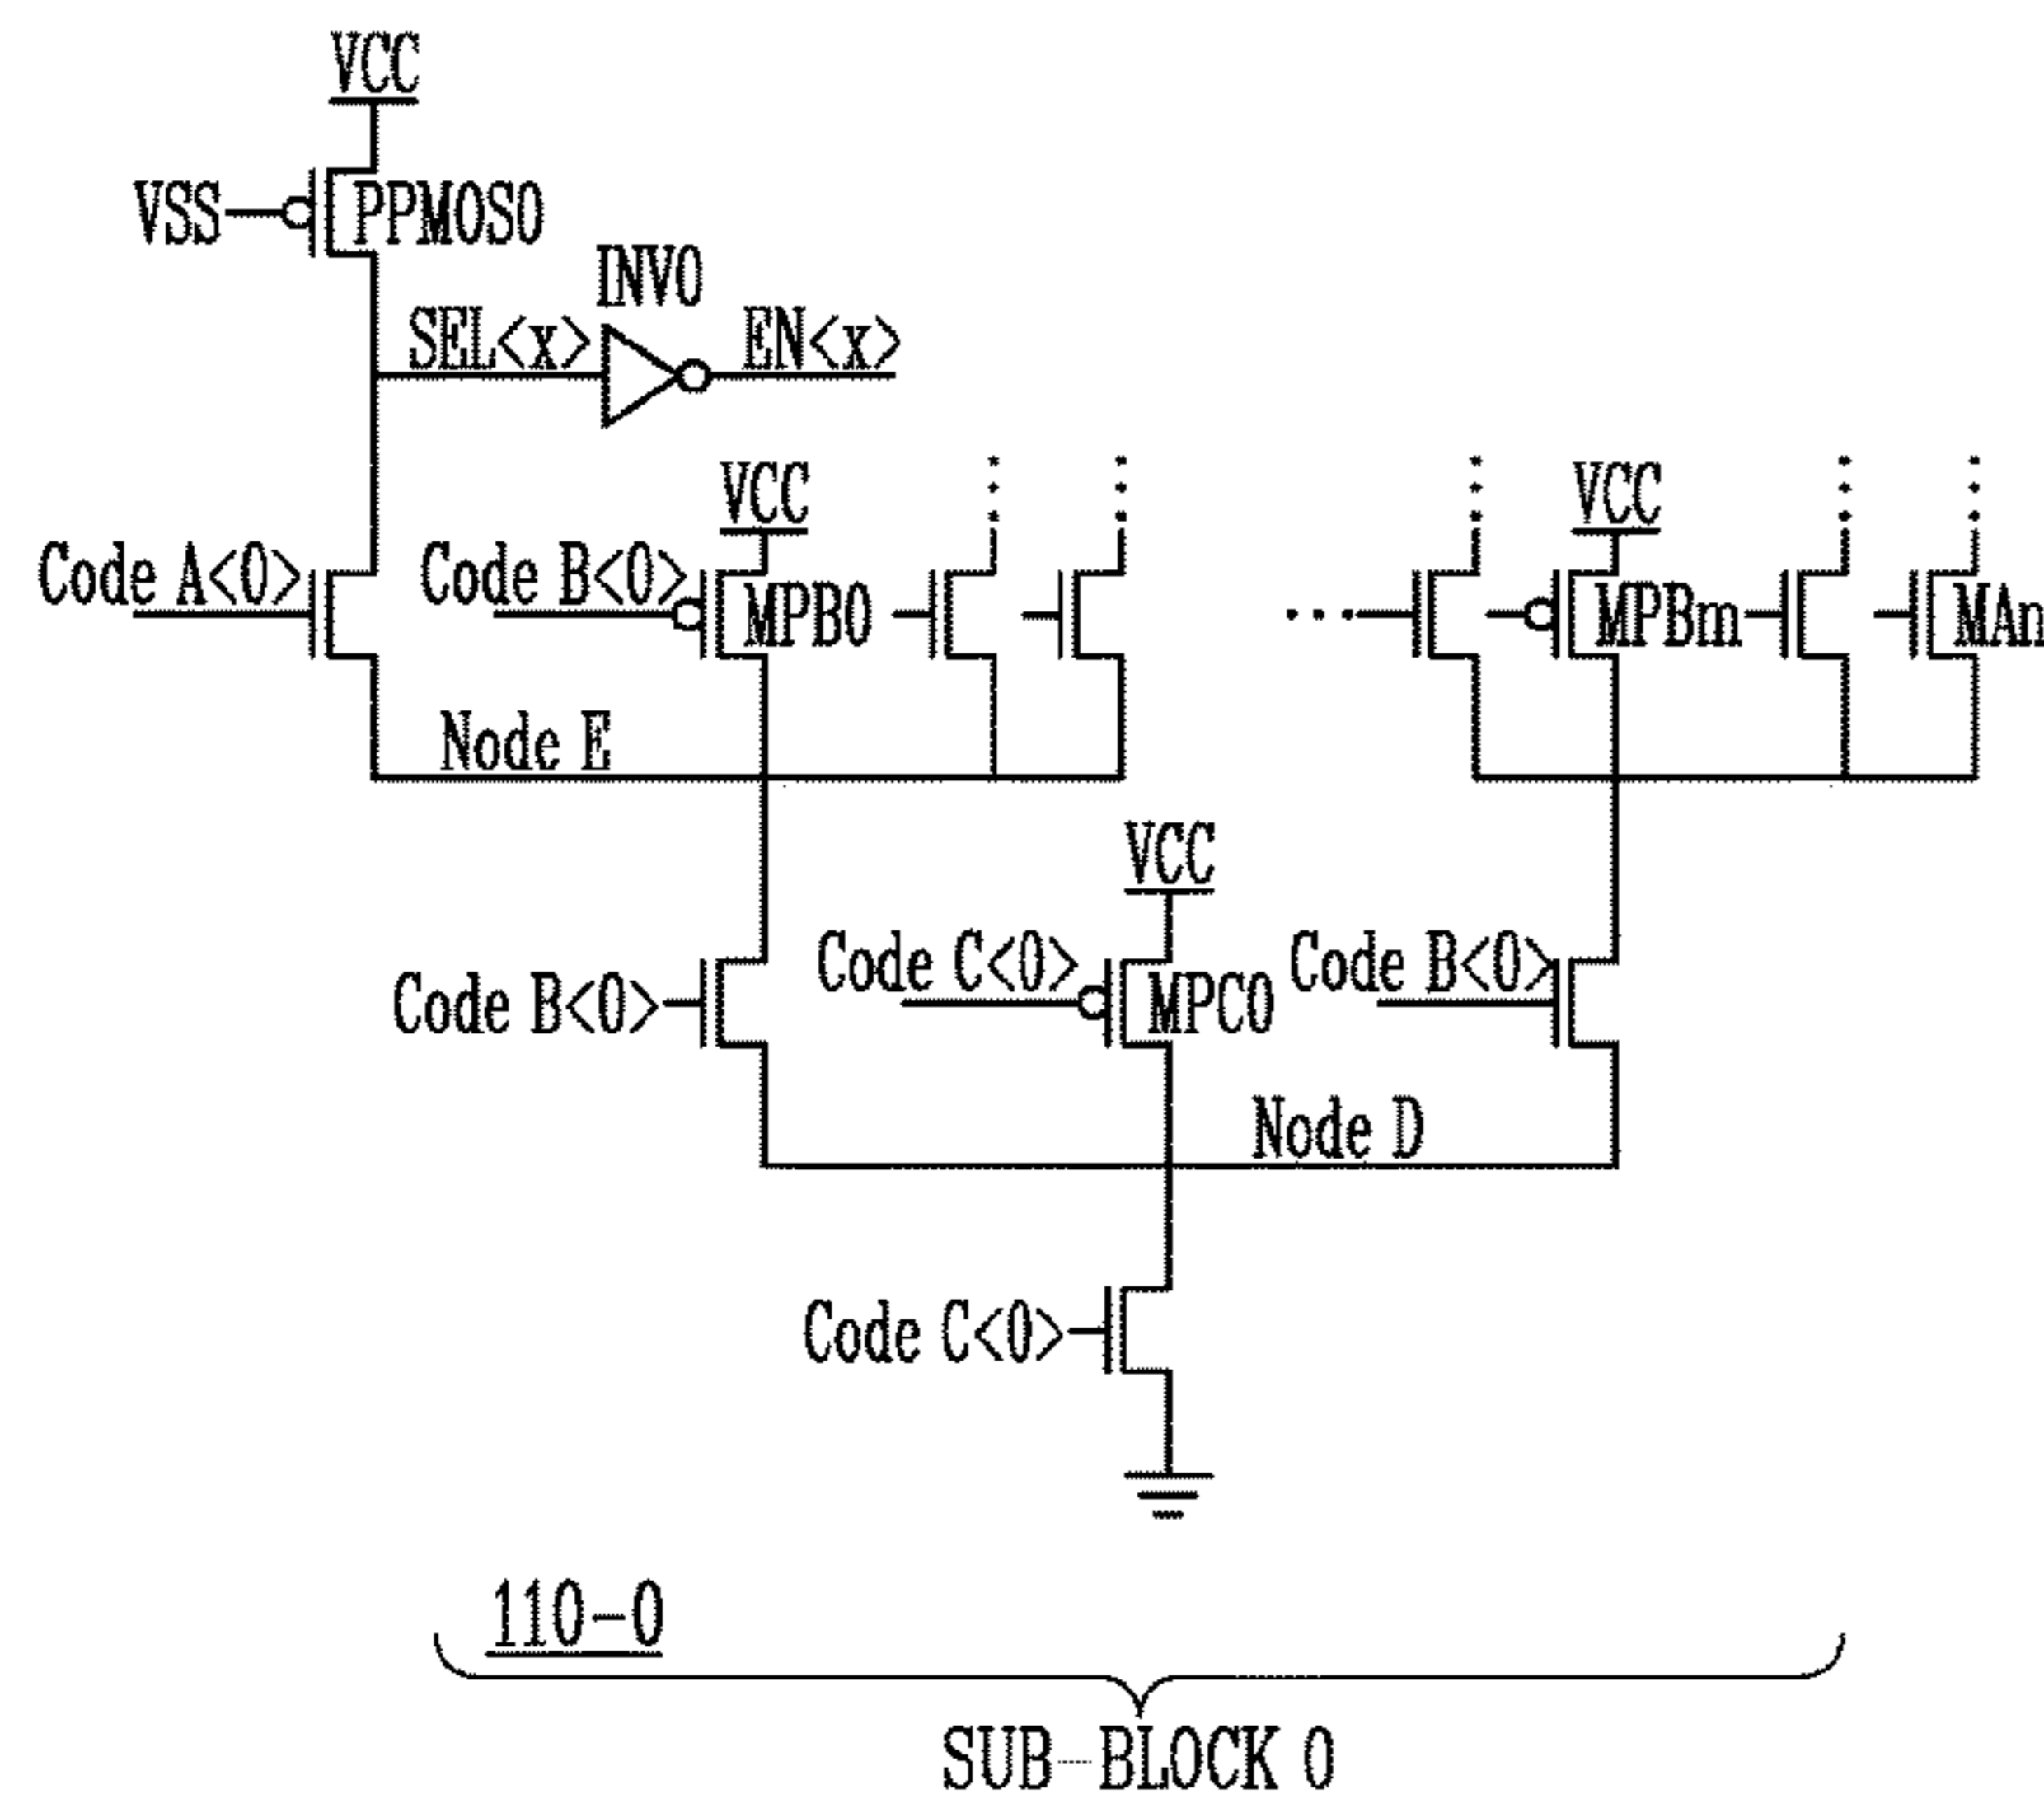 VCC
VSS
PPMOS0
INV0
SEL<x>
EN<x>
VCC
VCC
Code A<0>
Code B<0>
MPB0
MPBm
MAn
Node E
VCC
Code C<0>
Code B<0>
Code B<0>
MPC0
Node D
Code C<0>
110-0
SUB-BLOCK 0